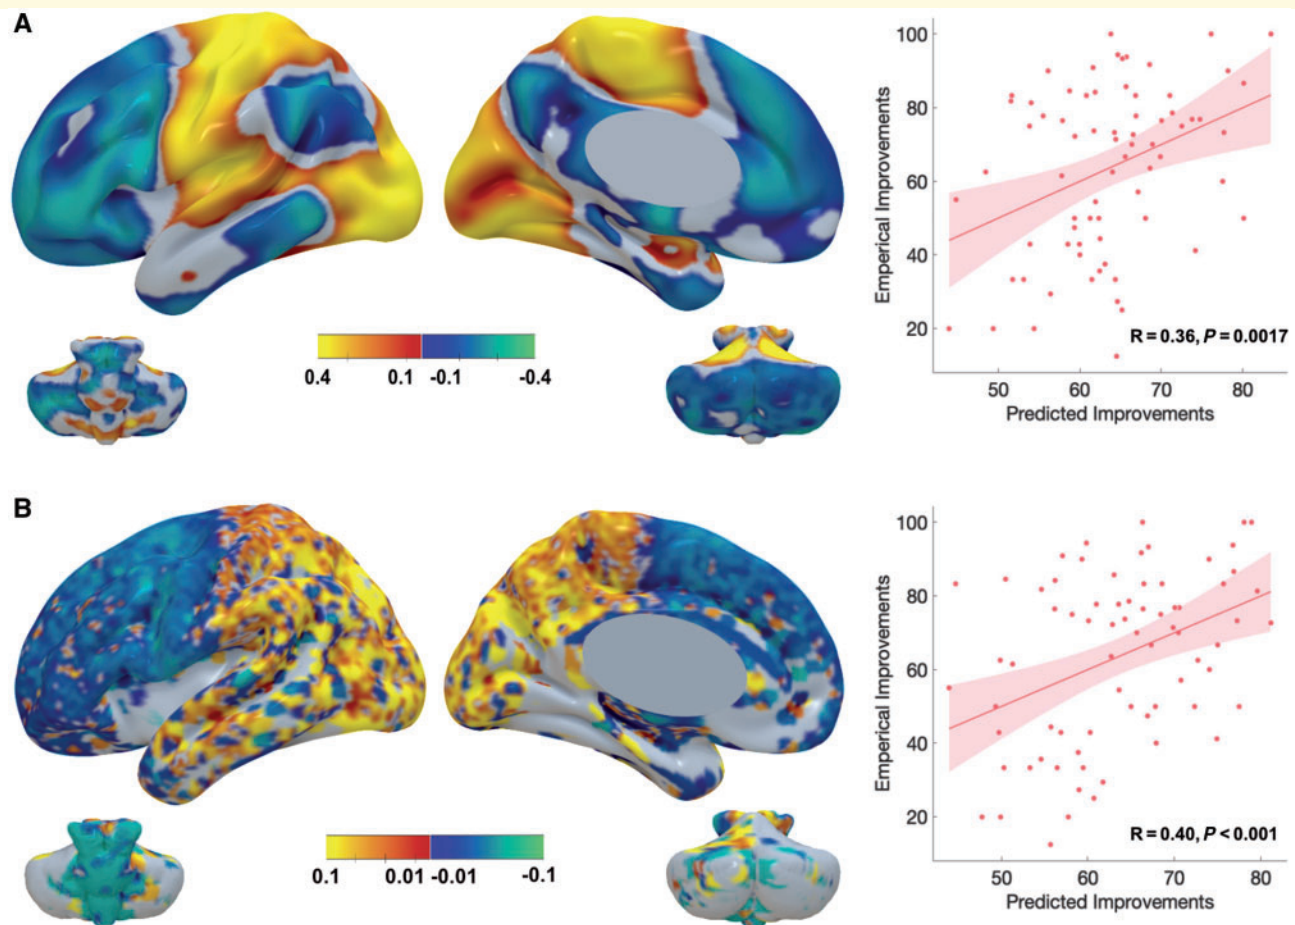 A
100
80
60
40
20
Emperical Improvements
R = 0.36, P = 0.0017
50 60 70 80
Predicted Improvements
0.4 0.1 -0.1 -0.4
B
100
80
60
40
20
Emperical Improvements
R = 0.40, P < 0.001
50 60 70 80
Predicted Improvements
0.1 0.01 -0.01 -0.1